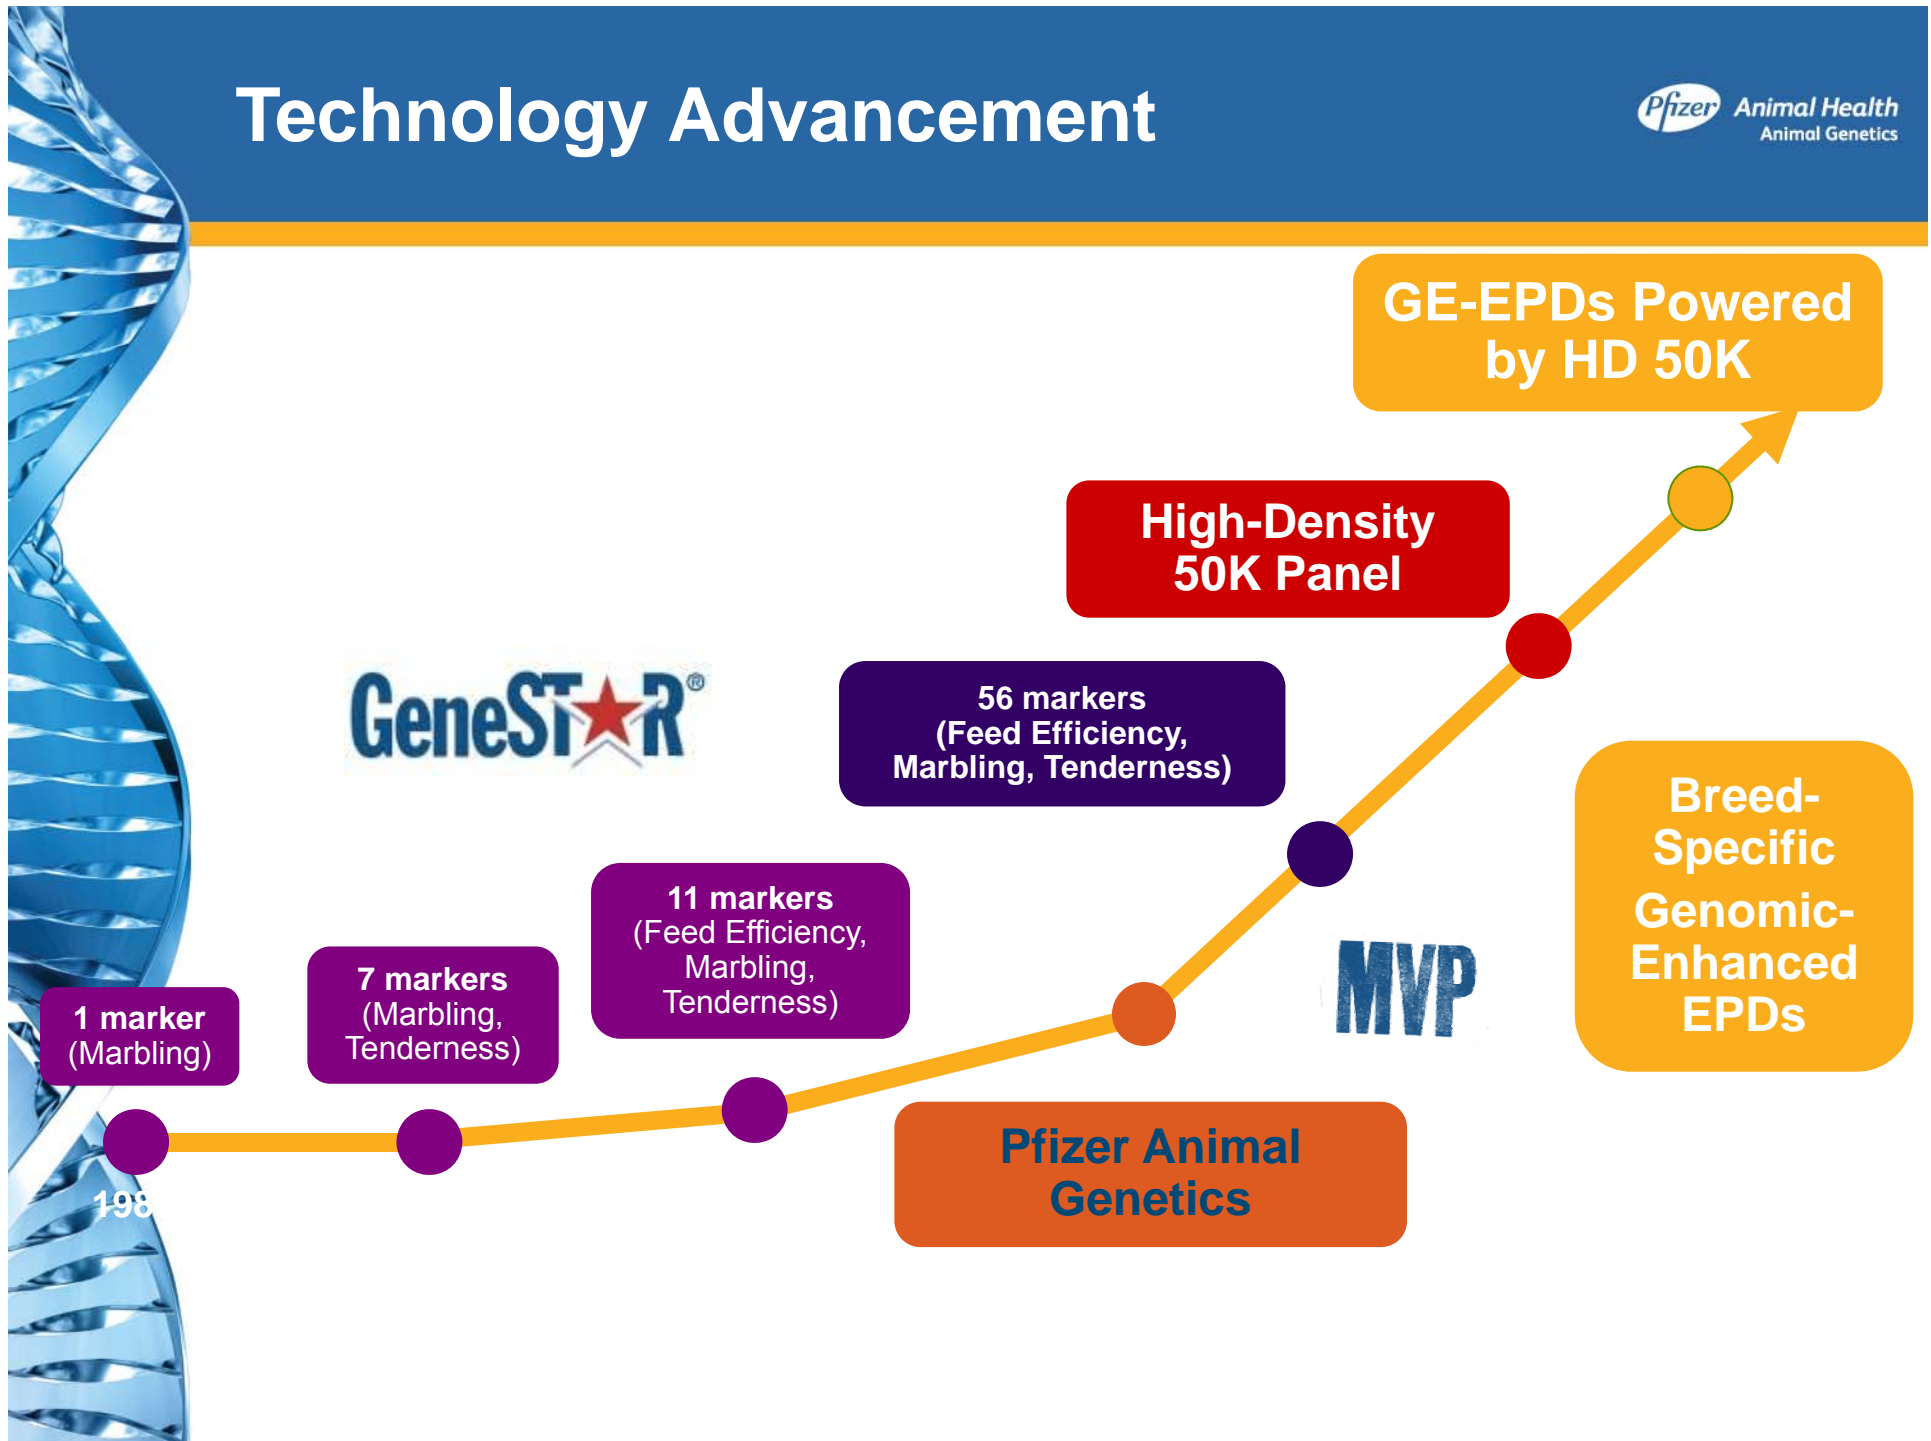 Technology Advancement
Pfizer Animal Health
Animal Genetics
GE-EPDs Powered
by HD 50K
High-Density
50K Panel
GeneSTAR®
56 markers
(Feed Efficiency,
Marbling, Tenderness)
Breed-
Specific
Genomic-
Enhanced
EPDs
11 markers
(Feed Efficiency,
Marbling,
Tenderness)
MVP
7 markers
(Marbling,
Tenderness)
1 marker
(Marbling)
Pfizer Animal
Genetics